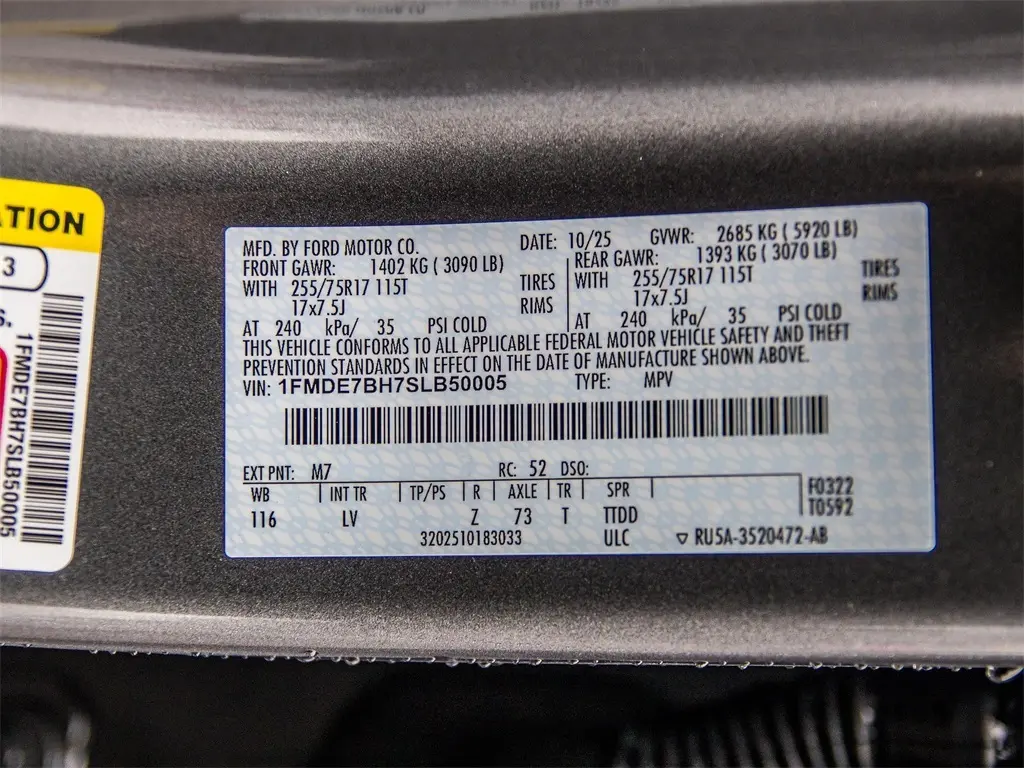 ATION
3
S.
1FMDE7BH7SLB50005
MFD. BY FORD MOTOR CO.
DATE: 10/25 GVWR: 2685 KG ( 5920 LB)
FRONT GAWR: 1402 KG ( 3090 LB)
WITH 255/75R17 115T TIRES
17x7.5J RIMS
AT 240 kPa/ 35 PSI COLD
REAR GAWR: 1393 KG ( 3070 LB)
WITH 255/75R17 115T TIRES
17x7.5J RIMS
AT 240 kPa/ 35 PSI COLD
THIS VEHICLE CONFORMS TO ALL APPLICABLE FEDERAL MOTOR VEHICLE SAFETY AND THEFT
PREVENTION STANDARDS IN EFFECT ON THE DATE OF MANUFACTURE SHOWN ABOVE.
VIN: 1FMDE7BH7SLB50005 TYPE: MPV
EXT PNT: M7 RC: 52 DSO:
WB INT TR TP/PS R AXLE TR SPR F0322
T0592
116 LV Z 73 T TTDD
3202510183033 ULC ▽ RU5A-3520472-AB